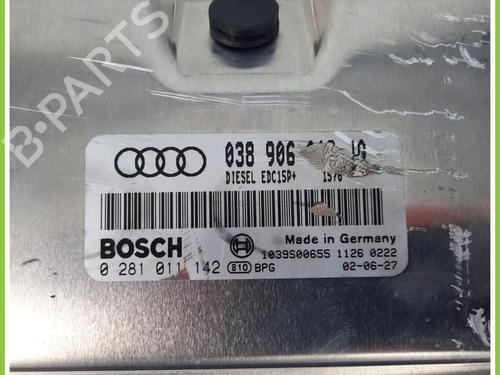 B-PARTS
038 906
DIESEL EDC15P+
BOSCH
Made in Germany
0 281 011 142
810 BPG
1039S00655 1126 0222
02-06-27